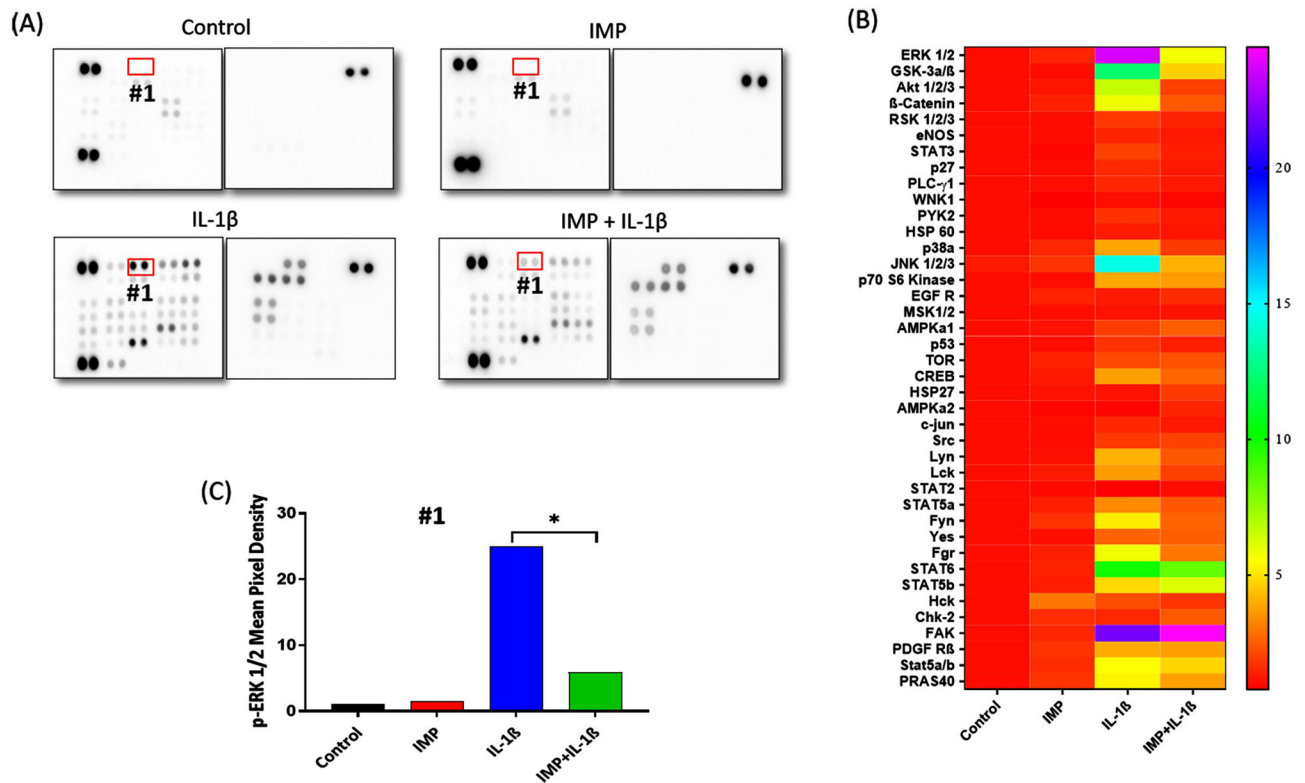 (A)
Control
IMP
#1
#1
IL-1β
IMP + IL-1β
#1
#1
(B)
ERK 1/2
GSK-3a/ß
Akt 1/2/3
ß-Catenin
RSK 1/2/3
eNOS
STAT3
p27
PLC-γ1
WNK1
PYK2
HSP 60
p38a
JNK 1/2/3
p70 S6 Kinase
EGF R
MSK1/2
AMPKa1
p53
TOR
CREB
HSP27
AMPKa2
c-jun
Src
Lyn
Lck
STAT2
STAT5a
Fyn
Yes
Fgr
STAT6
STAT5b
Hck
Chk-2
FAK
PDGF Rß
Stat5a/b
PRAS40
Control
IMP
IL-1ß
IMP+IL-1ß
20
15
10
5
(C)
#1
*
p-ERK 1/2 Mean Pixel Density
30
20
10
0
Control
IMP
IL-1ß
IMP+IL-1ß